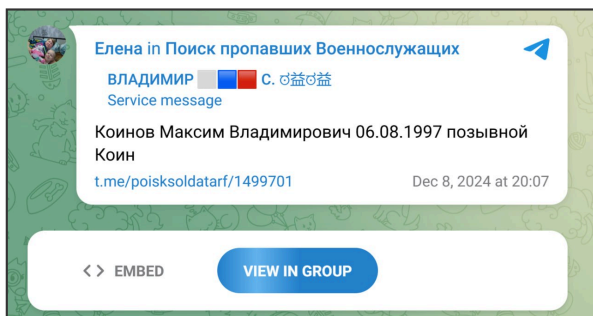 Елена in Поиск пропавших Военнослужащих
ВЛАДИМИР ⬜🟦🟥 С. ಠ益ಠ益
Service message
Коинов Максим Владимирович 06.08.1997 позывной
Коин
t.me/poisksoldatarf/1499701 Dec 8, 2024 at 20:07
<> EMBED VIEW IN GROUP